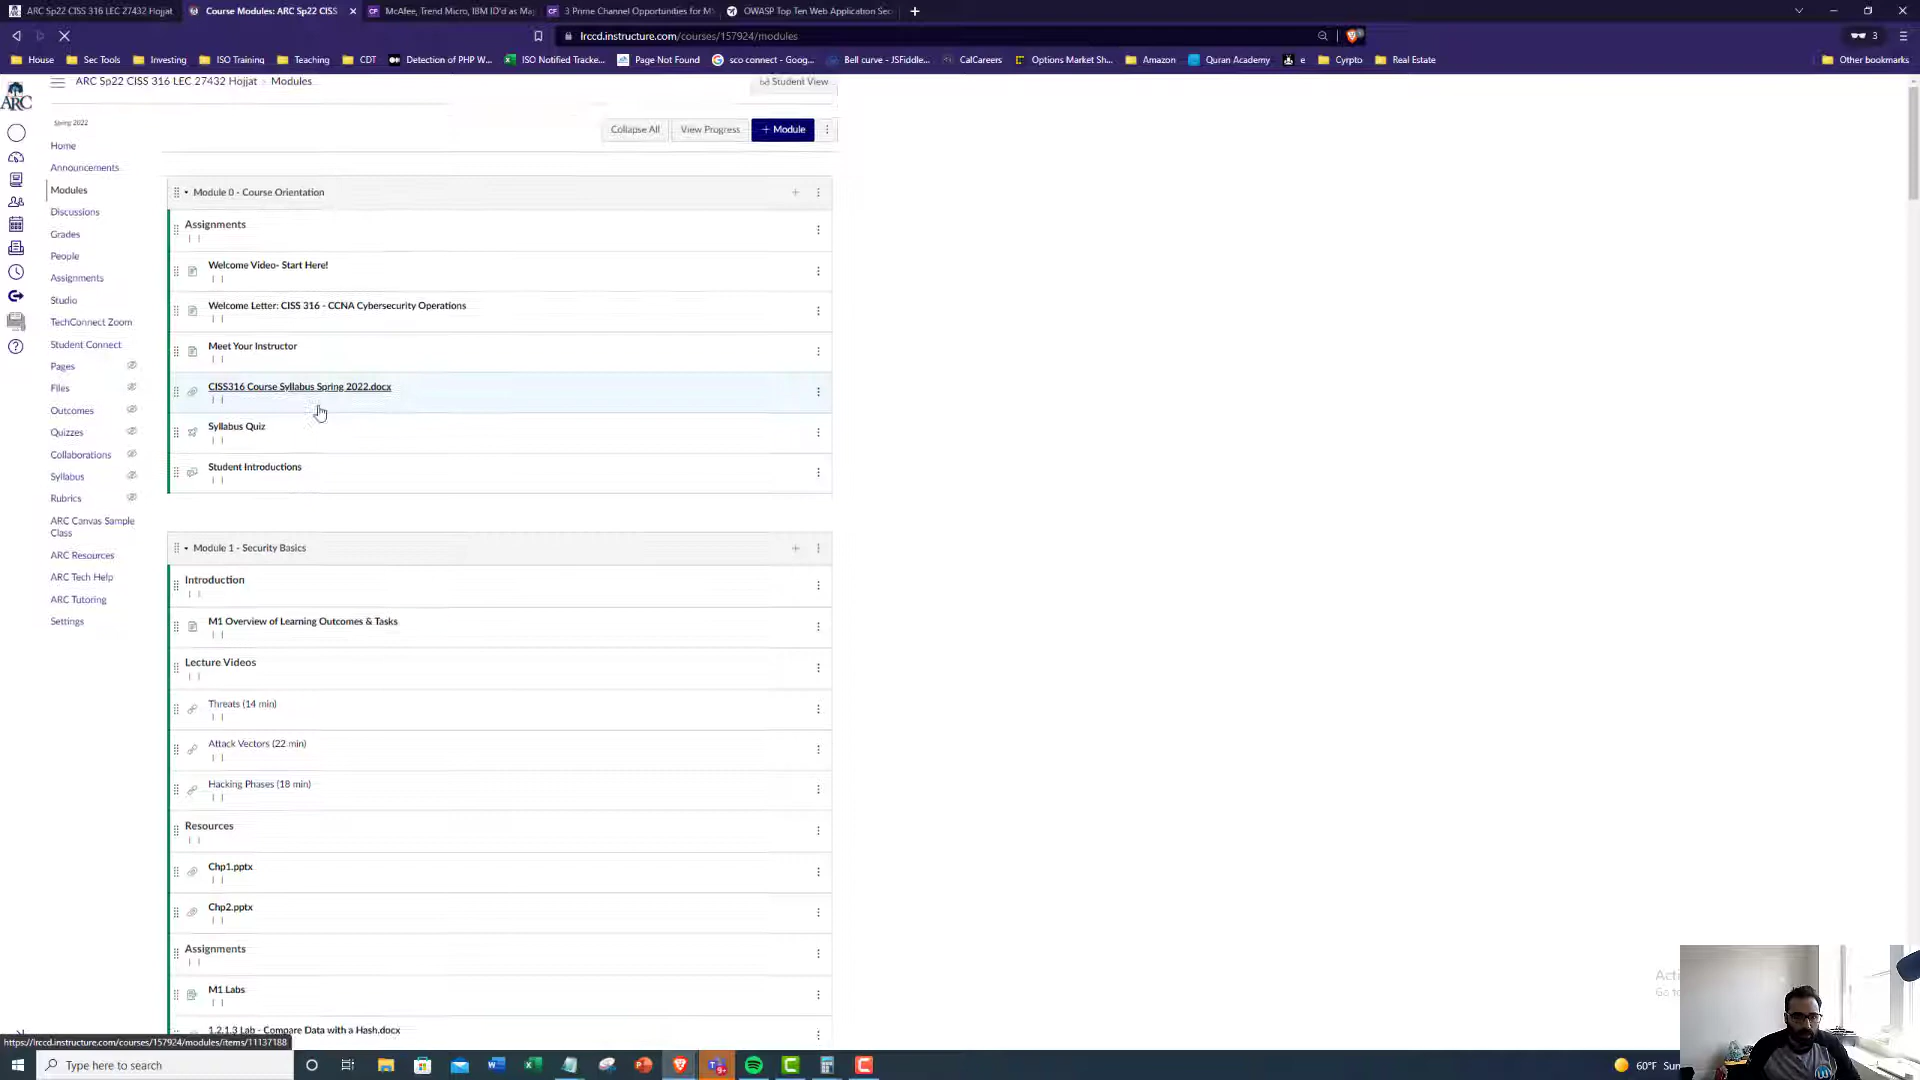 ARC Sp22 CISS 316 LEC 27432 Hojjat
Course Modules: ARC Sp22 CISS
McAfee, Trend Micro, 18M ID'd as Maj
3 Prime Channel Opportunities for M
OWASP Top Ten Web Application Sec
lrccd.instructure.com/courses/157924/modules
3
House
Sec Tools
Investing
ISO Training
Teaching
CDT
Detection of PHP W...
ISO Notified Tracke...
Page Not Found
sco connect - Goog...
Bell curve - JSFiddle...
CalCareers
Options Market Sh...
Amazon
Quran Academy
e
Cyrpto
Real Estate
Other bookmarks
ARC
ARC Sp22 CISS 316 LEC 27432 Hojjat > Modules
Student View
Spring 2022
Collapse All
View Progress
+ Module
Home
Announcements
Modules
Discussions
Grades
People
Assignments
Studio
TechConnect Zoom
Student Connect
Pages
Files
Outcomes
Quizzes
Collaborations
Syllabus
Rubrics
ARC Canvas Sample
Class
ARC Resources
ARC Tech Help
ARC Tutoring
Settings
Module 0 - Course Orientation
Assignments
Welcome Video- Start Here!
Welcome Letter: CISS 316 - CCNA Cybersecurity Operations
Meet Your Instructor
CISS316 Course Syllabus Spring 2022.docx
Syllabus Quiz
Student Introductions
Module 1 - Security Basics
Introduction
M1 Overview of Learning Outcomes & Tasks
Lecture Videos
Threats (14 min)
Attack Vectors (22 min)
Hacking Phases (18 min)
Resources
Chp1.pptx
Chp2.pptx
Assignments
M1 Labs
1.2.1.3 Lab - Compare Data with a Hash.docx
https://lrccd.instructure.com/courses/157924/modules/items/11137188
Type here to search
60°F